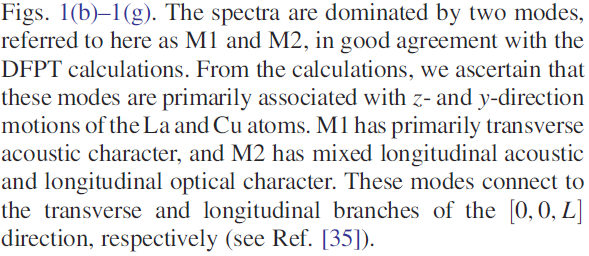 Figs. 1(b)–1(g). The spectra are dominated by two modes,
referred to here as M1 and M2, in good agreement with the
DFPT calculations. From the calculations, we ascertain that
these modes are primarily associated with z- and y-direction
motions of the La and Cu atoms. M1 has primarily transverse
acoustic character, and M2 has mixed longitudinal acoustic
and longitudinal optical character. These modes connect to
the transverse and longitudinal branches of the [0, 0, L]
direction, respectively (see Ref. [35]).